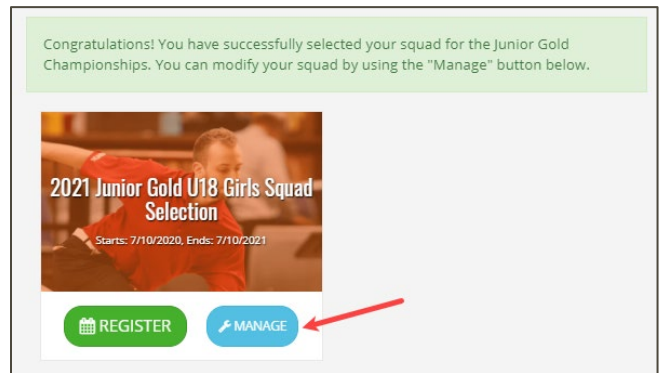 Congratulations! You have successfully selected your squad for the Junior Gold
Championships. You can modify your squad by using the "Manage" button below.
2021 Junior Gold U18 Girls Squad
Selection
Starts: 7/10/2020, Ends: 7/10/2021
REGISTER
MANAGE